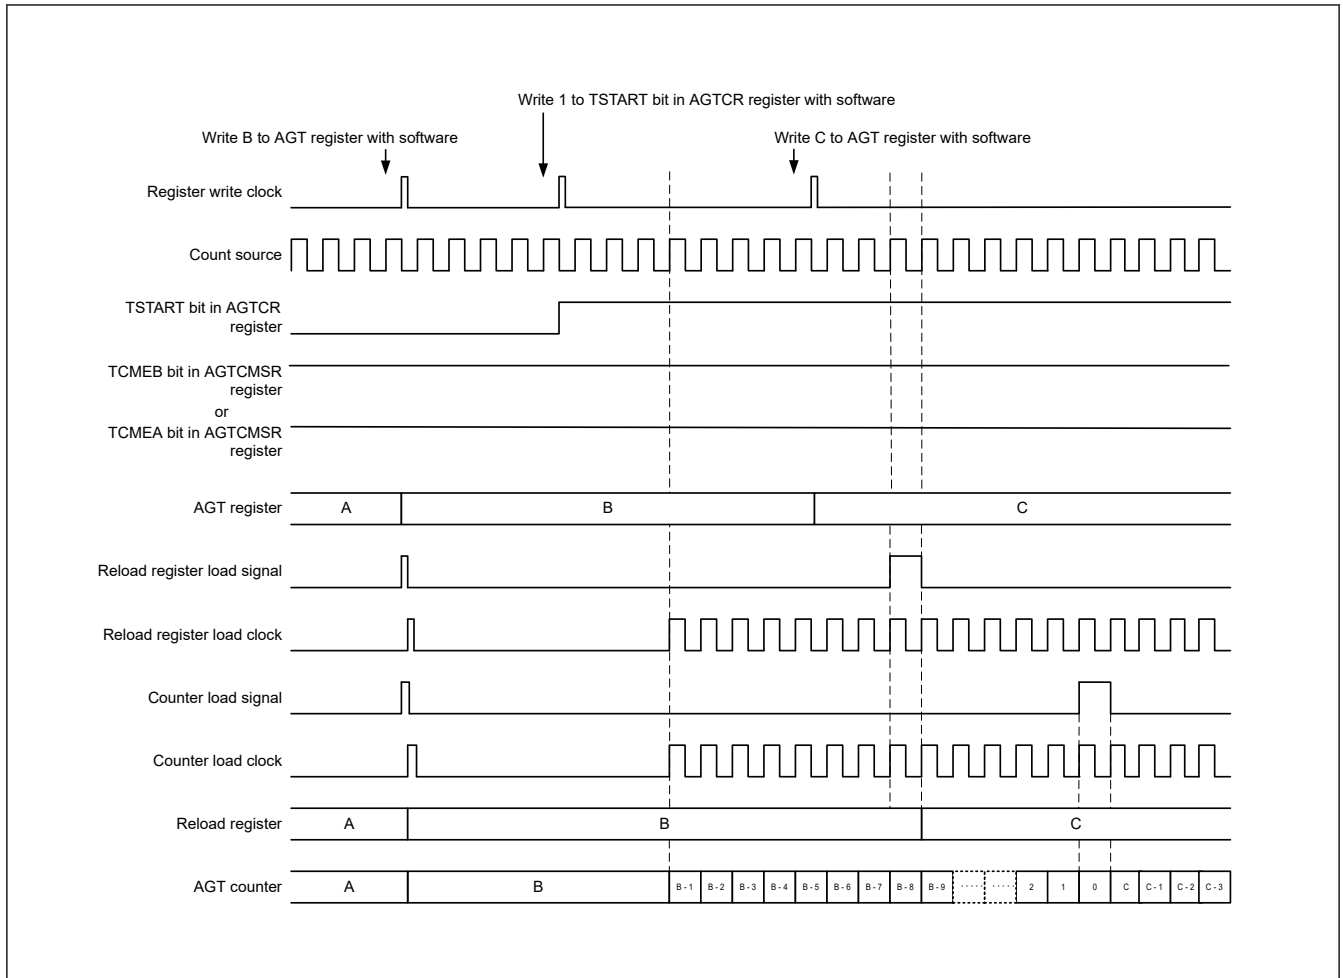 Write 1 to TSTART bit in AGTCR register with software
Write B to AGT register with software
Write C to AGT register with software
Register write clock
Count source
TSTART bit in AGTCR
register
TCMEB bit in AGTCMSR
register
or
TCMEA bit in AGTCMSR
register
AGT register
A
B
C
Reload register load signal
Reload register load clock
Counter load signal
Counter load clock
Reload register
A
B
C
AGT counter
A
B
B - 1
B - 2
B - 3
B - 4
B - 5
B - 6
B - 7
B - 8
B - 9
......
......
2
1
0
C
C - 1
C - 2
C - 3